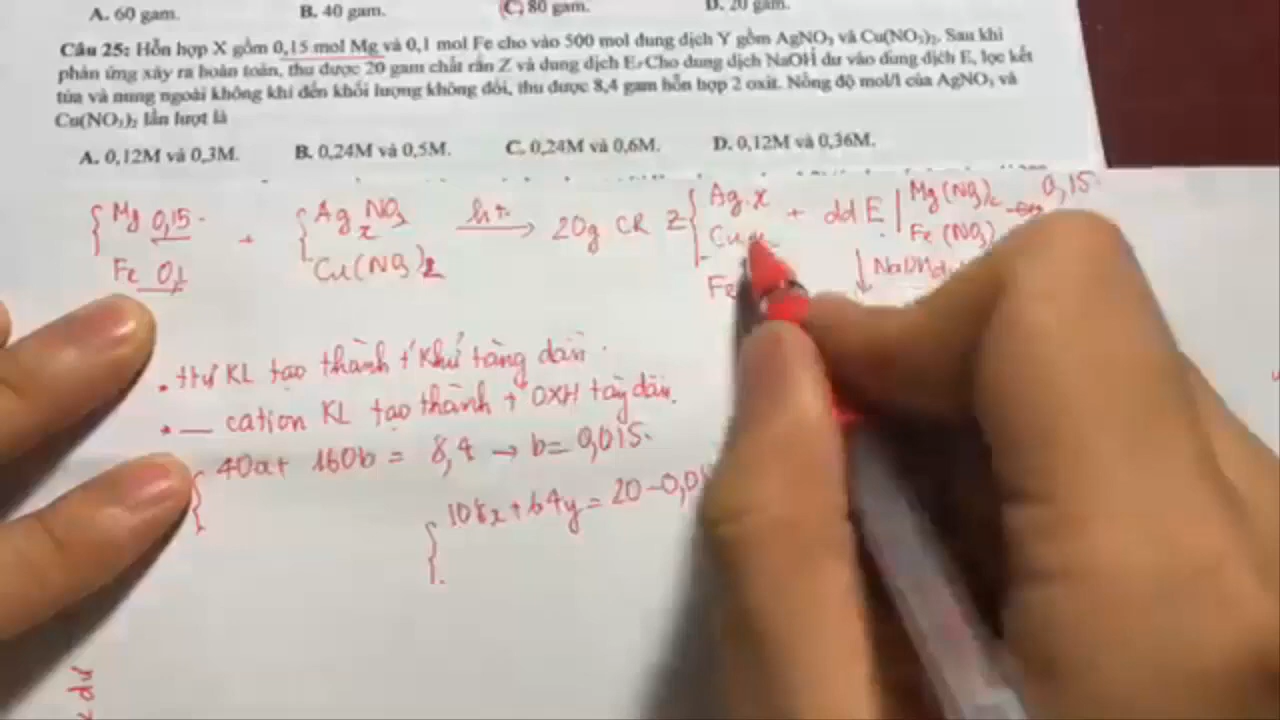 A. 60 gam. B. 40 gam. C. 80 gam. D. 20 gam.
Câu 25: Hỗn hợp X gồm 0,15 mol Mg và 0,1 mol Fe cho vào 500 mol dung dịch Y gồm AgNO₃ và Cu(NO₃)₂. Sau khi
phản ứng xảy ra hoàn toàn, thu được 20 gam chất rắn Z và dung dịch E. Cho dung dịch NaOH dư vào dung dịch E, lọc kết
tủa và nung ngoài không khí đến khối lượng không đổi, thu được 8,4 gam hỗn hợp 2 oxit. Nồng độ mol/l của AgNO₃ và
Cu(NO₃)₂ lần lượt là
A. 0,12M và 0,3M. B. 0,24M và 0,5M. C. 0,24M và 0,6M. D. 0,12M và 0,36M.
Mg 0,15 AgNO₃ Ag x Mg(NO₃)₂ 0,15
+ ht → 20g CR Z + dd E
x Cu Fe(NO₃)
Fe 0,1 Cu(NO₃)₂ Fe ↓ NaOH
. thứ KL tạo thành t' Khử tăng dần.
. — cation KL tạo thành t' OXH tăng dần.
40a + 160b = 8,4 → b = 0,015.
108x + 64y = 20 - 0,0
dư